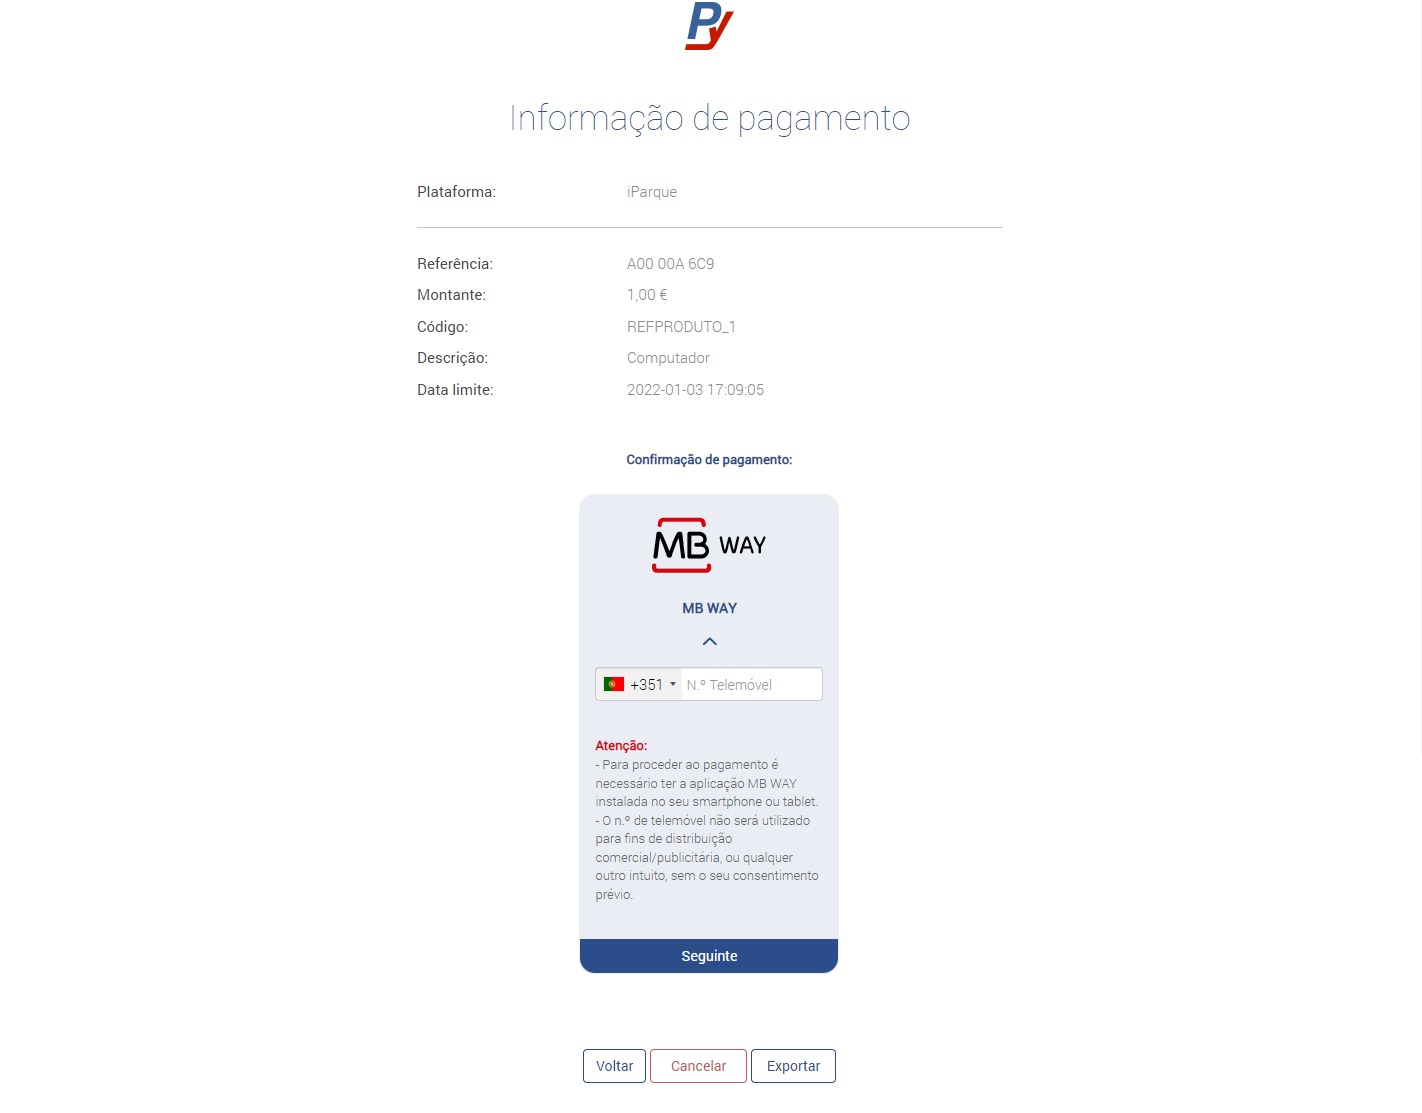 Py
Informação de pagamento
Plataforma: iParque
Referência: A00 00A 6C9
Montante: 1,00 €
Código: REFPRODUTO_1
Descrição: Computador
Data limite: 2022-01-03 17:09:05
Confirmação de pagamento:
MB WAY
MB WAY
+351 N.º Telemóvel
Atenção:
- Para proceder ao pagamento é
necessário ter a aplicação MB WAY
instalada no seu smartphone ou tablet.
- O n.º de telemóvel não será utilizado
para fins de distribuição
comercial/publicitária, ou qualquer
outro intuito, sem o seu consentimento
prévio.
Seguinte
Voltar Cancelar Exportar